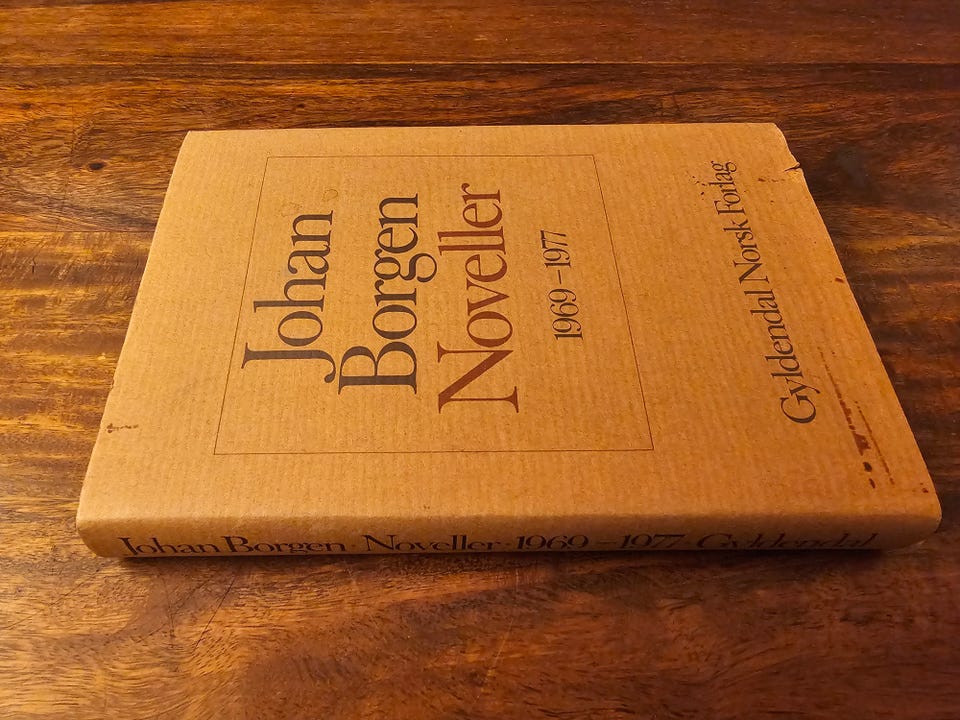 Johan
Borgen
Noveller
1969–1977
Gyldendal Norsk Forlag
Johan Borgen Noveller 1969–1977 Gyldendal